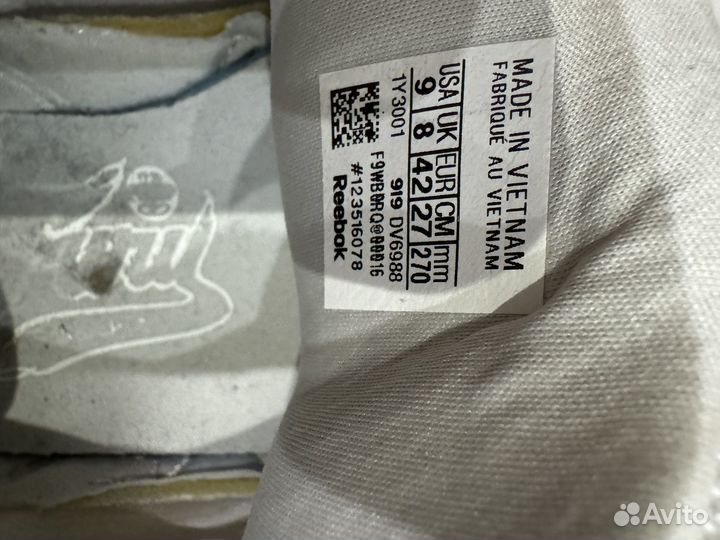 MADE IN VIETNAM
FABRIQUÉ AU VIETNAM
USA UK EUR CM mm
9 8 42 27 270
1Y3001 919 DV6988
#123516078
Reebok
Avito